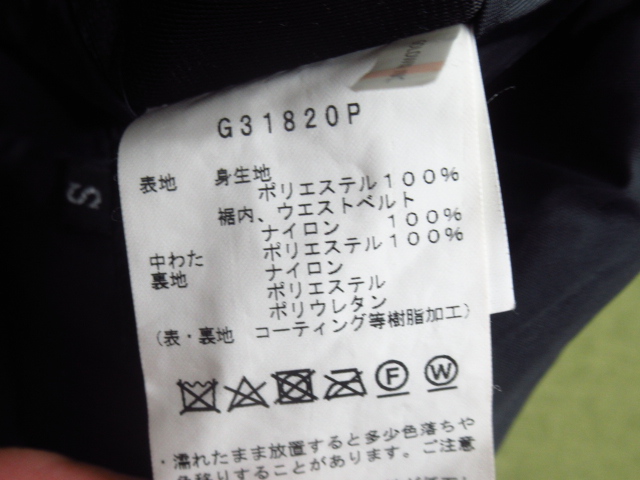 G31820P
表地 身生地
ポリエステル100%
裾内、ウエストベルト
ナイロン 100%
中わた ポリエステル100%
裏地 ナイロン
ポリエステル
ポリウレタン
(表・裏地 コーティング等樹脂加工)
F W
・濡れたまま放置すると多少色落ちや
色移りすることがあります。ご注意
S